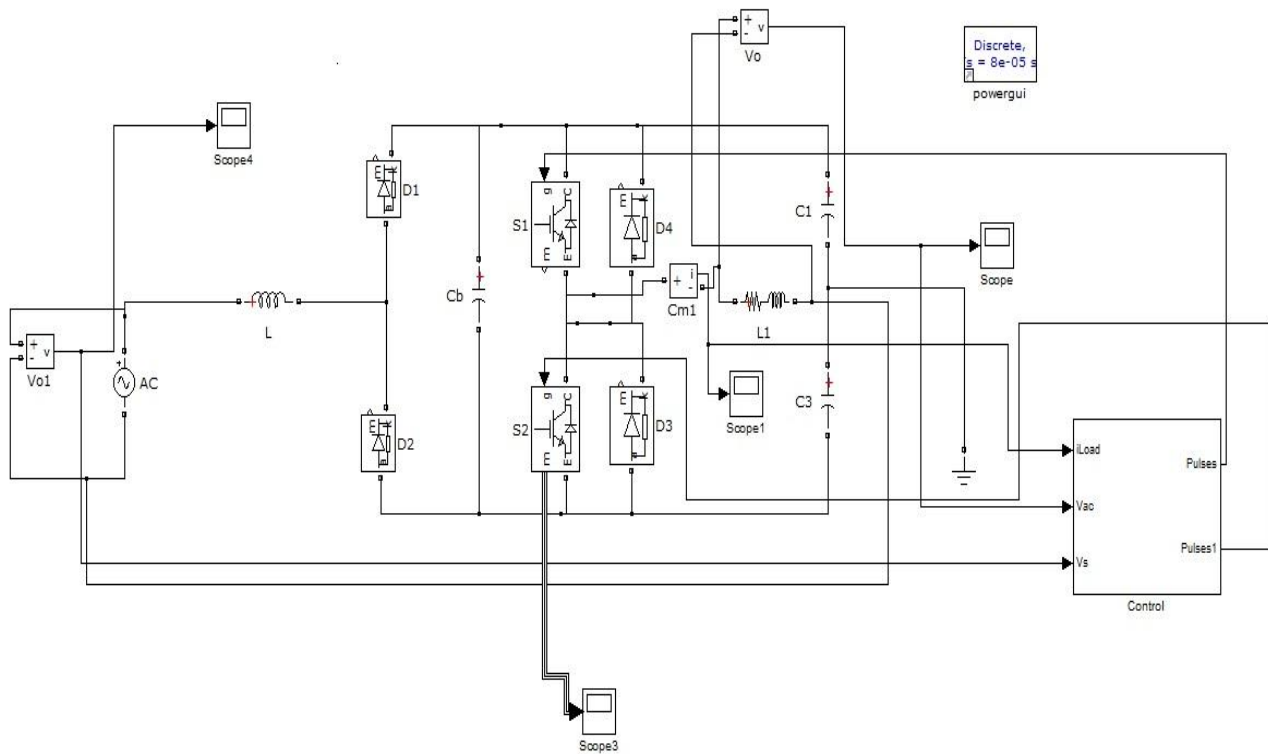 Discrete,
s = 8e-05 s
powergui
+
-
v
Vo
Scope4
D1
S1
g
C
E
D4
C1
Scope
+
-
i
Cm1
Cb
L
L1
+
-
v
Vo1
AC
D2
S2
g
C
E
D3
C3
Scope1
iLoad
Vac
Vs
Pulses
Pulses1
Control
Scope3